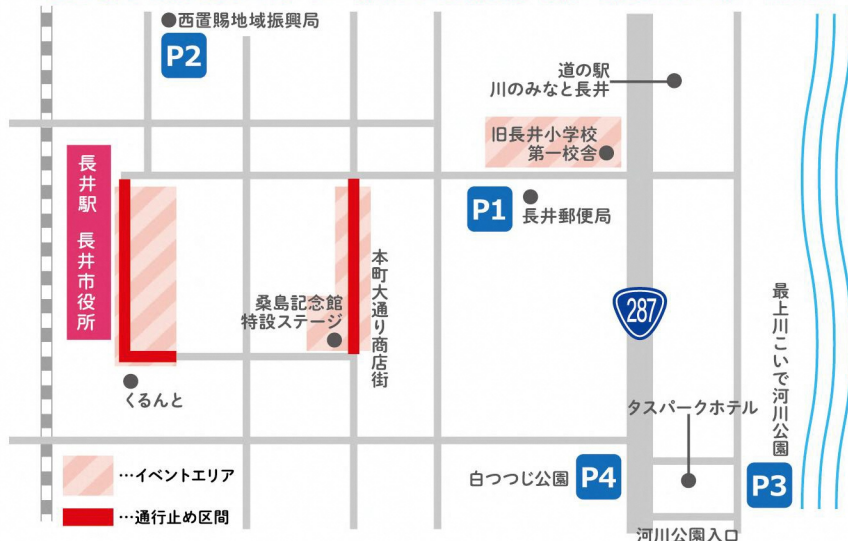 西置賜地域振興局
P2
道の駅
川のみなと長井
旧長井小学校
第一校舎
長井駅 長井市役所
P1
長井郵便局
本町大通り商店街
桑島記念館
特設ステージ
287
最上川こいで河川公園
くるんと
タスパークホテル
…イベントエリア
白つつじ公園
P4
P3
…通行止め区間
河川公園入口